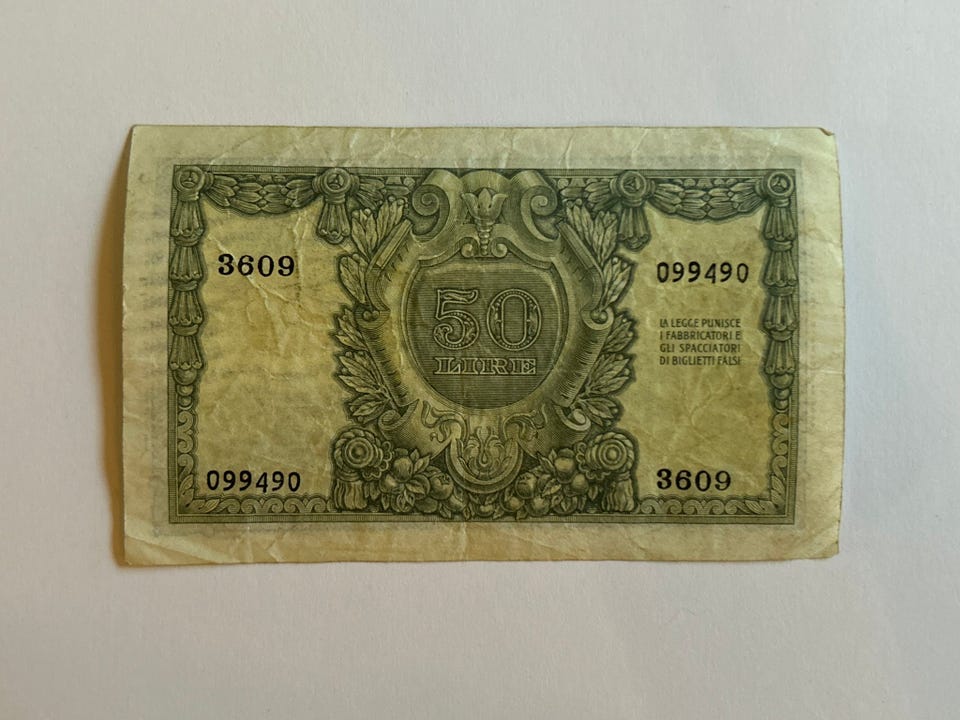 3609
099490
50
LIRE
LA LEGGE PUNISCE
I FABBRICATORI E
GLI SPACCIATORI
DI BIGLIETTI FALSI
099490
3609